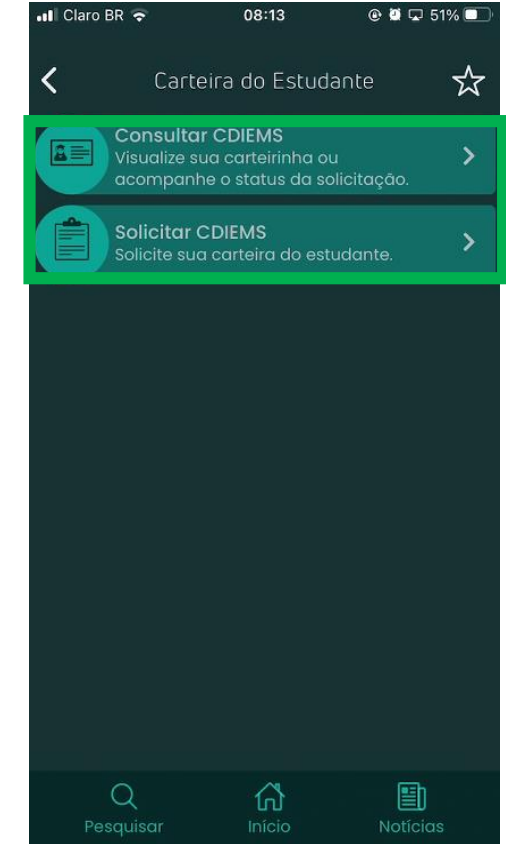 Claro BR 08:13 51%
Carteira do Estudante
Consultar CDIEMS
Visualize sua carteirinha ou
acompanhe o status da solicitação.
Solicitar CDIEMS
Solicite sua carteira do estudante.
Pesquisar Início Notícias